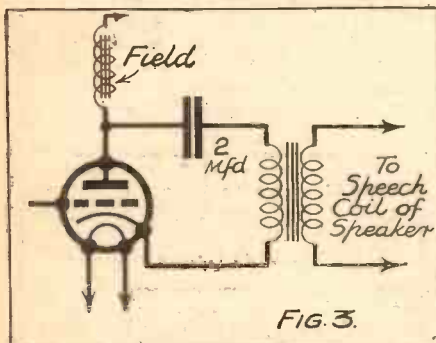 Field
2
Mfd
To
Speech
Coil of
Speaker
FIG. 3.